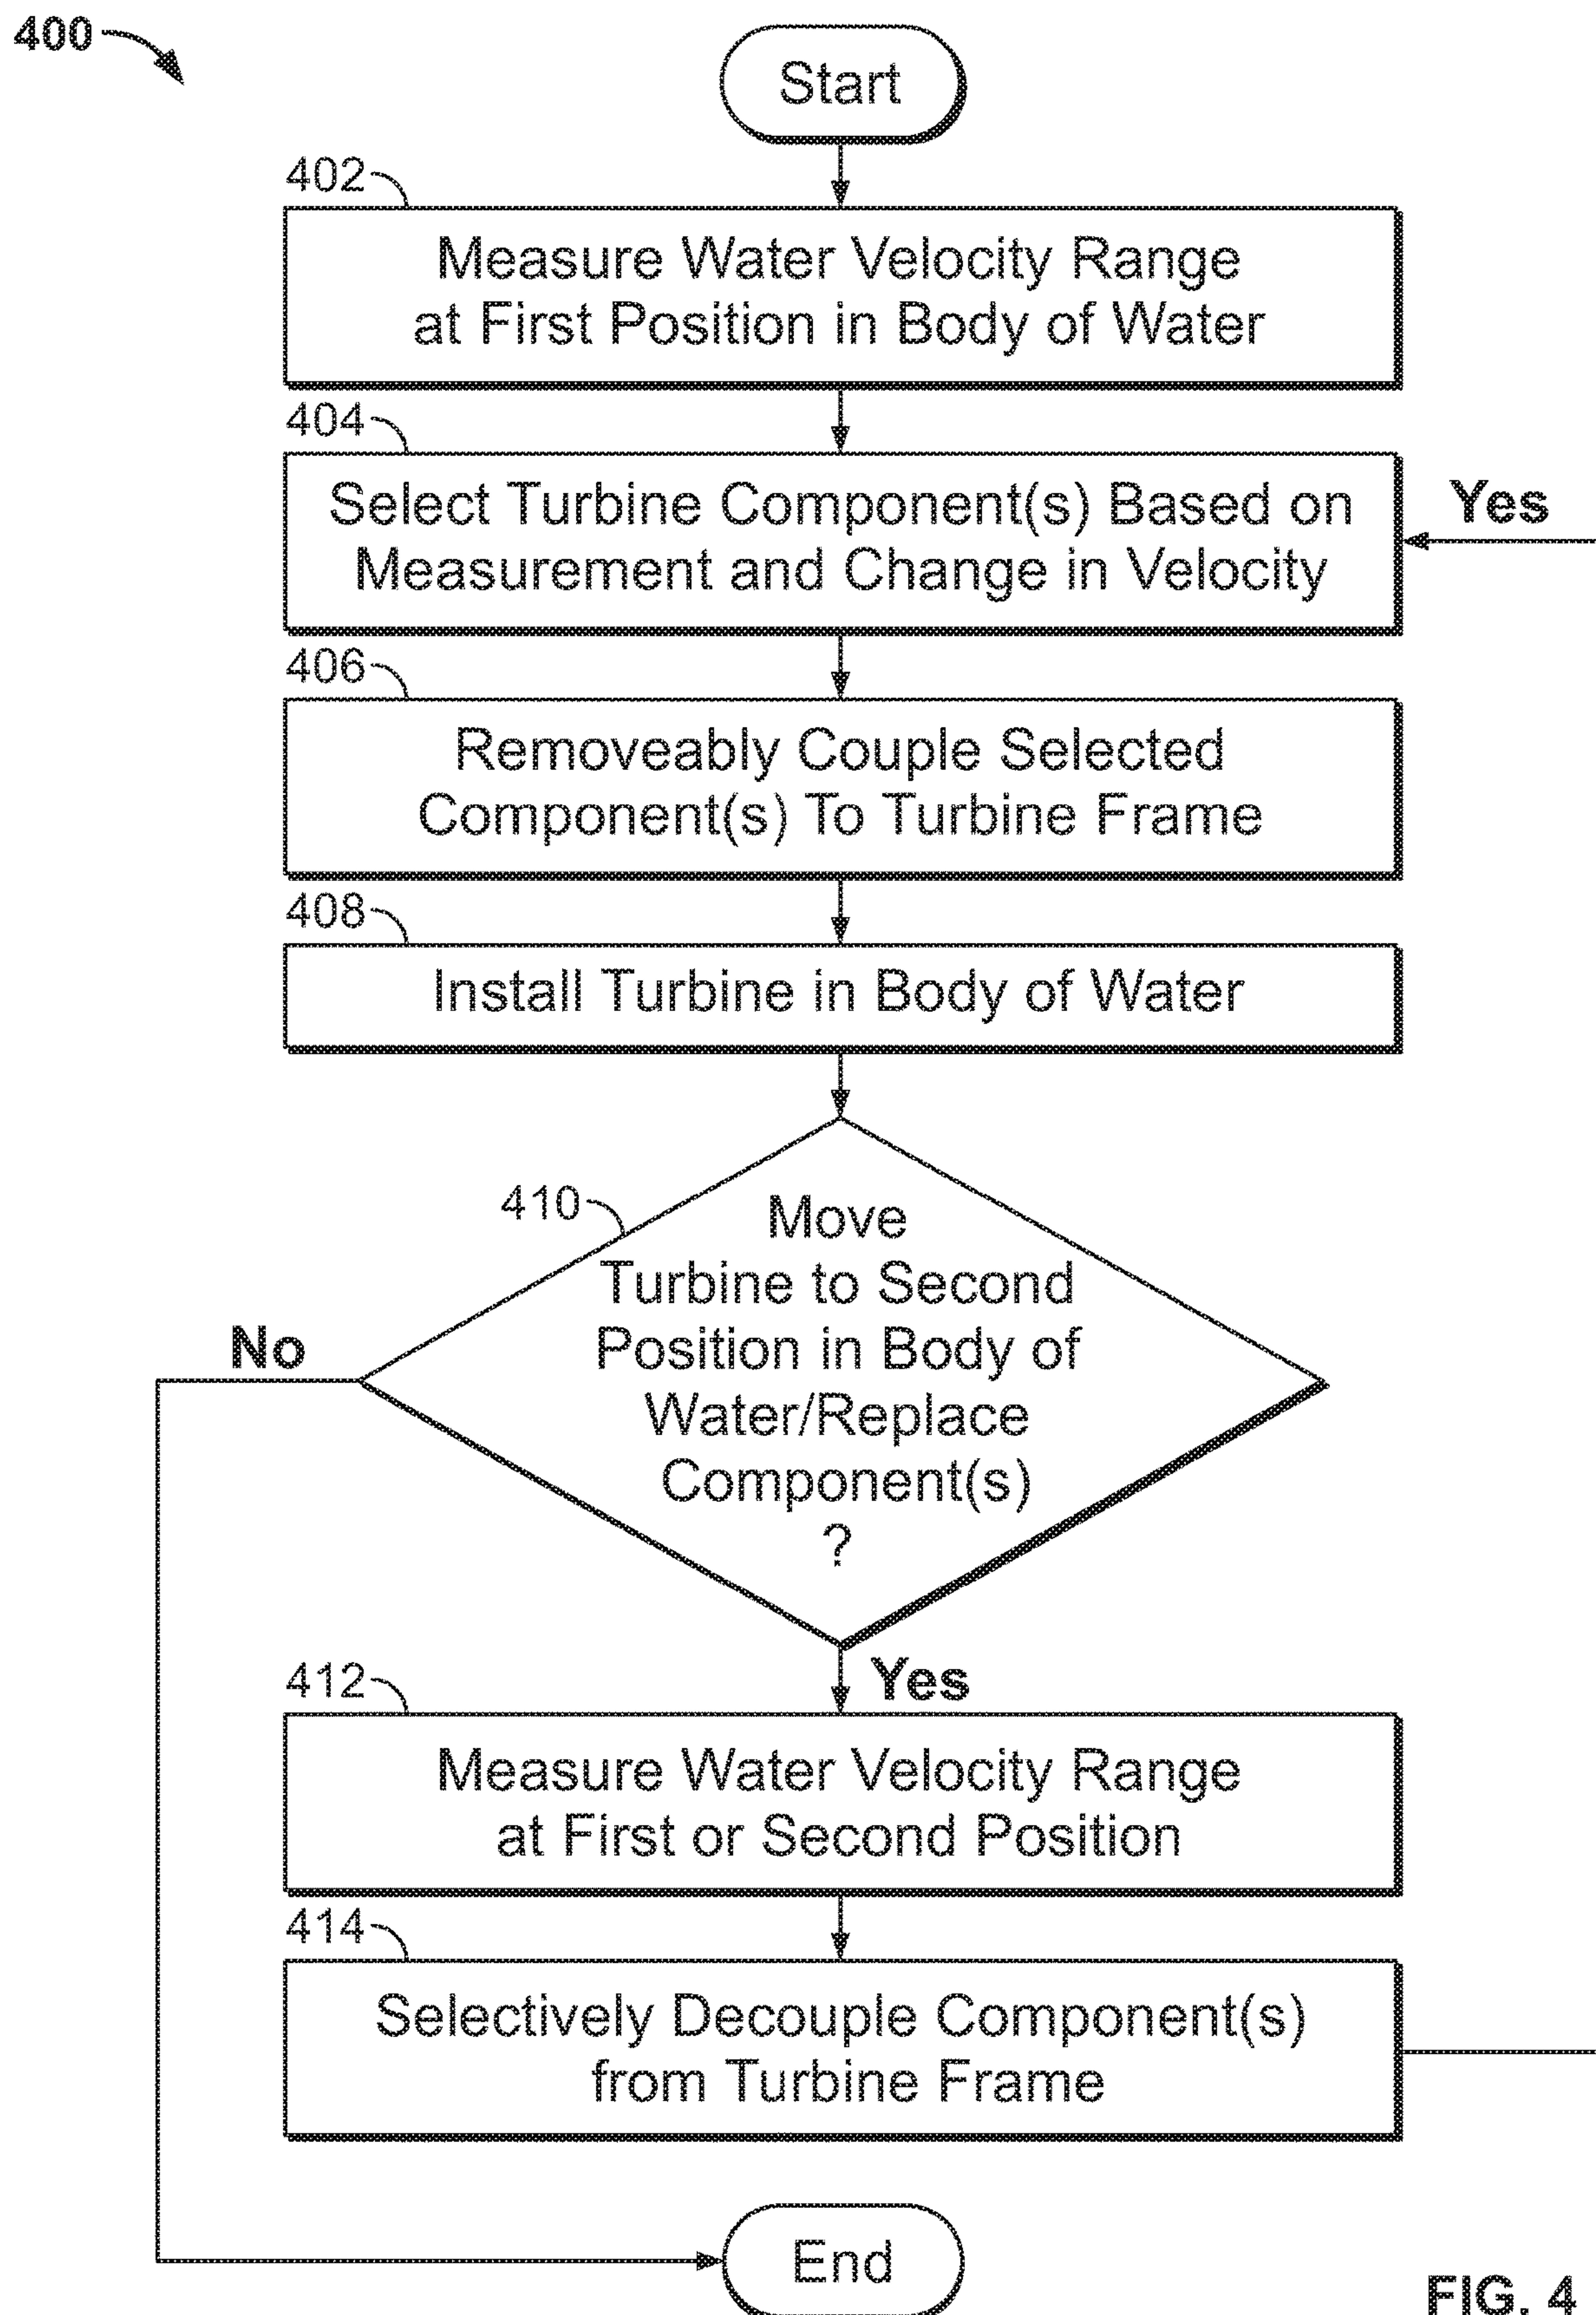 400
Start
402
Measure Water Velocity Range
at First Position in Body of Water
404
Select Turbine Component(s) Based on
Measurement and Change in Velocity
Yes
406
Removeably Couple Selected
Component(s) To Turbine Frame
408
Install Turbine in Body of Water
410
Move
Turbine to Second
Position in Body of
Water/Replace
Component(s)
?
No
Yes
412
Measure Water Velocity Range
at First or Second Position
414
Selectively Decouple Component(s)
from Turbine Frame
End
FIG. 4